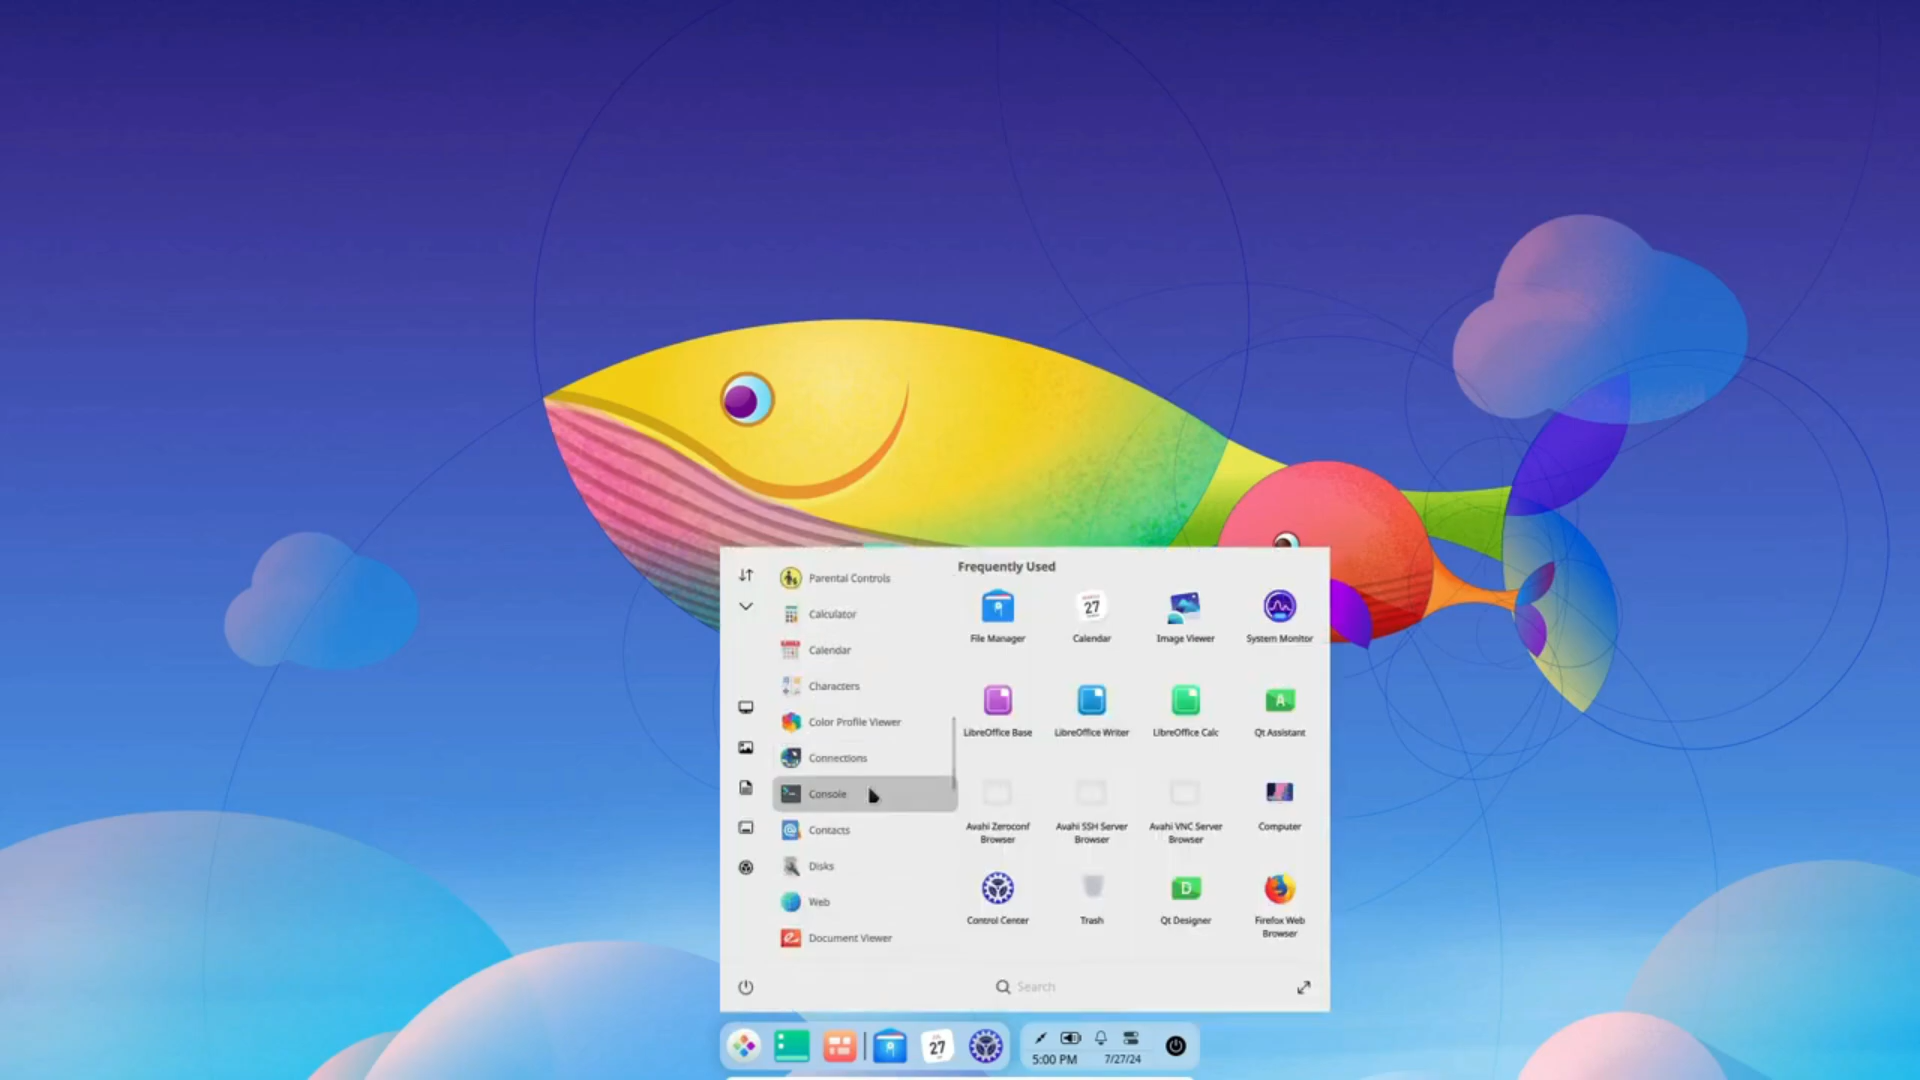 Parental Controls
Calculator
Calendar
Characters
Color Profile Viewer
Connections
Console
Contacts
Disks
Web
Document Viewer
Frequently Used
27
File Manager
Calendar
Image Viewer
System Monitor
A
LibreOffice Base
LibreOffice Writer
LibreOffice Calc
Qt Assistant
Avahi Zeroconf
Browser
Avahi SSH Server
Browser
Avahi VNC Server
Browser
Computer
D
Control Center
Trash
Qt Designer
Firefox Web
Browser
Search
27
5:00 PM
7/27/24